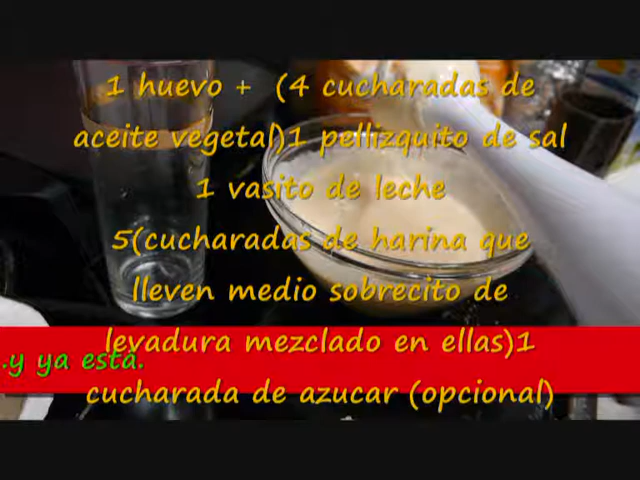 1 huevo + (4 cucharadas de
aceite vegetal)1 pellizquito de sal
1 vasito de leche
5(cucharadas de harina que
lleven medio sobrecito de
levadura mezclado en ellas)1
..y ya está.
cucharada de azucar (opcional)